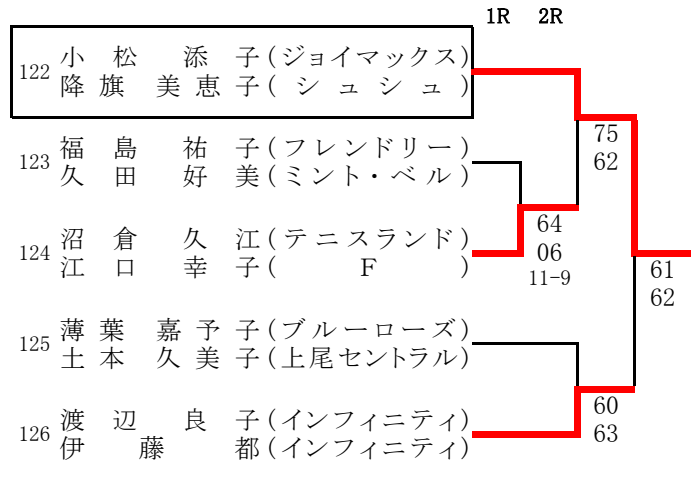 1R 2R
122 小松 添子(ジョイマックス)
降旗 美恵子(シュシュ)
75
62
123 福島 祐子(フレンドリー)
久田 好美(ミント・ベル)
64
06
11-9
124 沼倉 久江(テニスランド)
江口 幸子(F)
61
62
125 薄葉 嘉予子(ブルーローズ)
土本 久美子(上尾セントラル)
60
63
126 渡辺 良子(インフィニティ)
伊藤 都(インフィニティ)